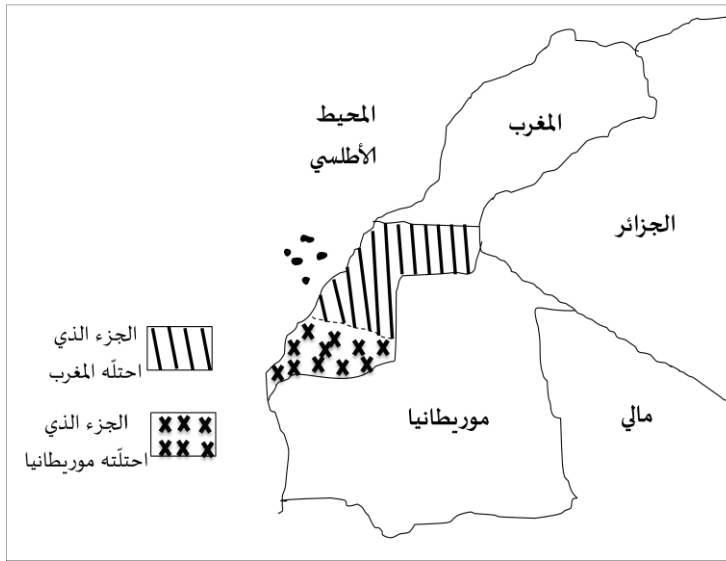 المحيط
الأطلسي
المغرب
الجزائر
الجزء الذي
احتلّه المغرب
الجزء الذي
احتلّته موريطانيا
موريطانيا
مالي